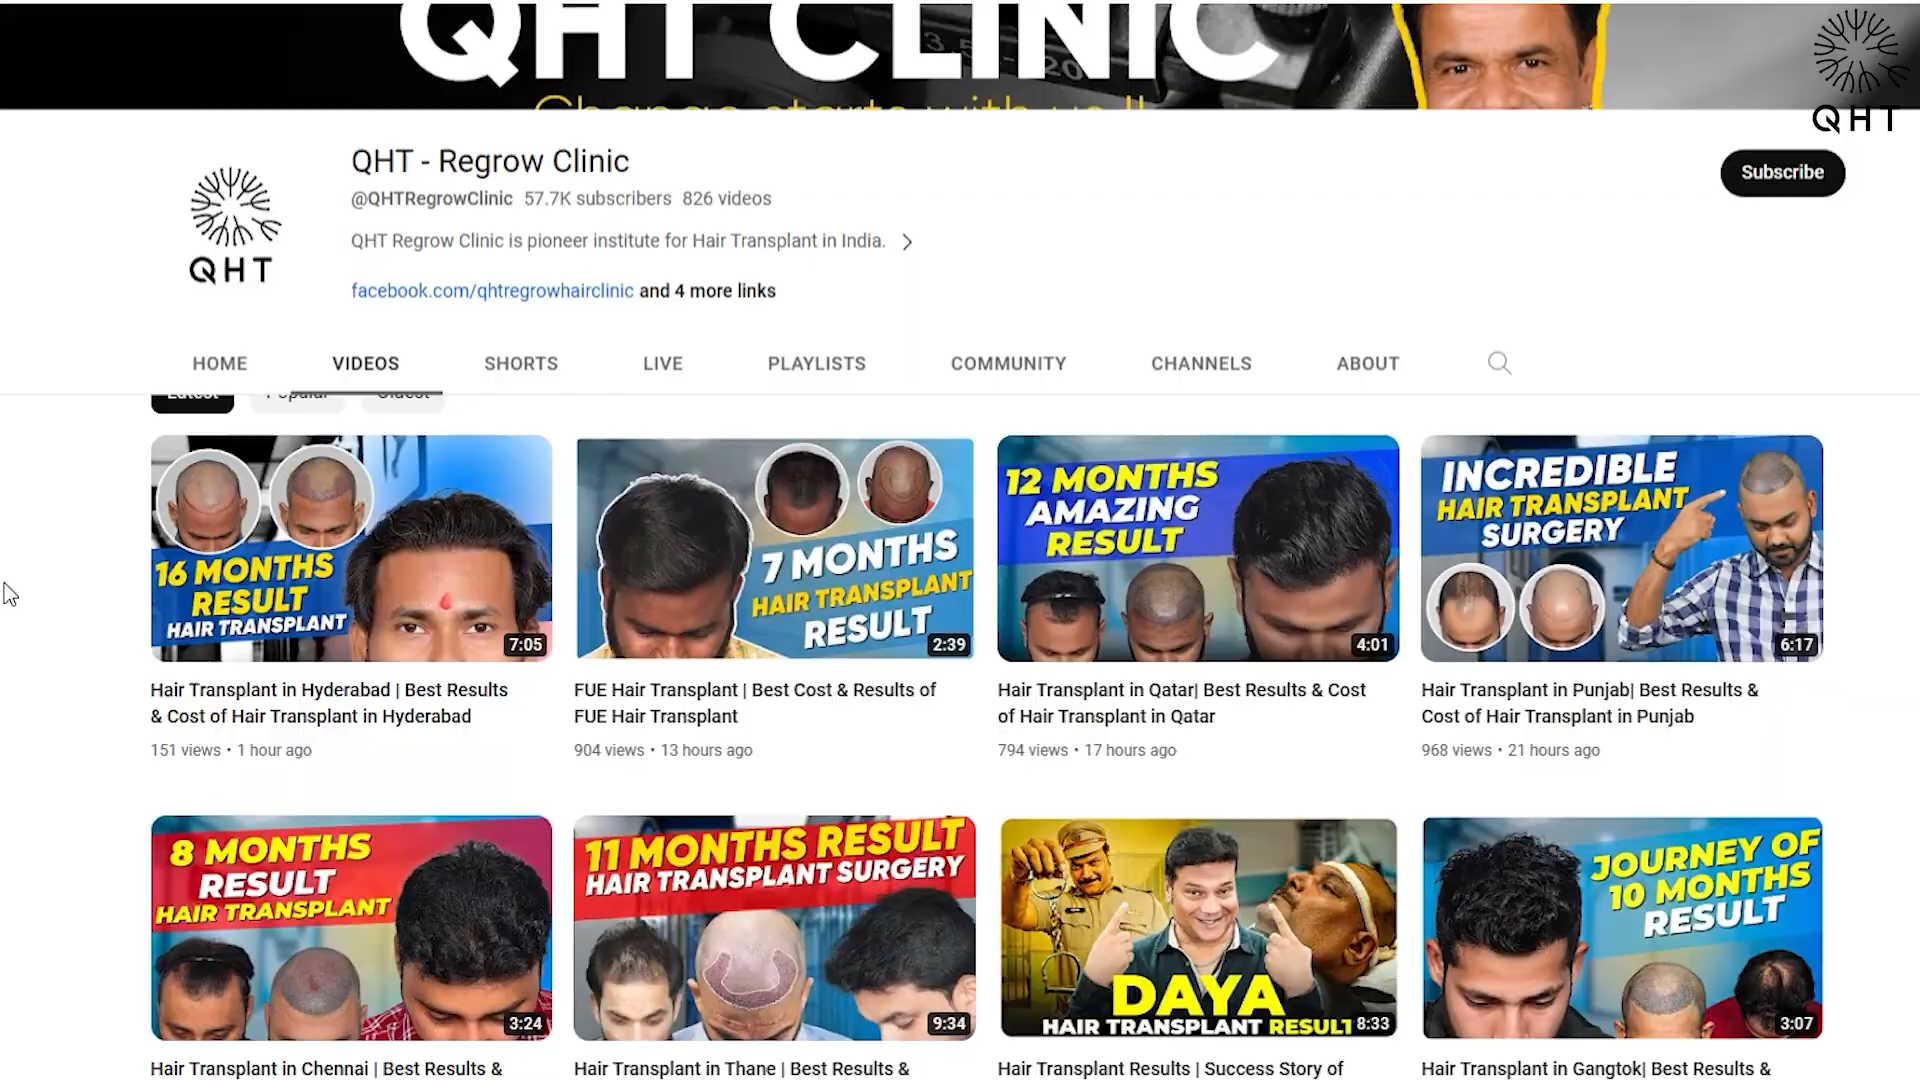 QHT CLINIC
Change starts with us!!
QHT
QHT - Regrow Clinic
@QHTRegrowClinic 57.7K subscribers 826 videos
QHT Regrow Clinic is pioneer institute for Hair Transplant in India.
facebook.com/qhtregrowhairclinic and 4 more links
QHT
Subscribe
HOME VIDEOS SHORTS LIVE PLAYLISTS COMMUNITY CHANNELS ABOUT
Latest Popular Oldest
16 MONTHS
RESULT
HAIR TRANSPLANT
7:05
7 MONTHS
HAIR TRANSPLANT
RESULT
2:39
12 MONTHS
AMAZING
RESULT
4:01
INCREDIBLE
HAIR TRANSPLANT
SURGERY
6:17
Hair Transplant in Hyderabad | Best Results
& Cost of Hair Transplant in Hyderabad
151 views • 1 hour ago
FUE Hair Transplant | Best Cost & Results of
FUE Hair Transplant
904 views • 13 hours ago
Hair Transplant in Qatar| Best Results & Cost
of Hair Transplant in Qatar
794 views • 17 hours ago
Hair Transplant in Punjab| Best Results &
Cost of Hair Transplant in Punjab
968 views • 21 hours ago
8 MONTHS
RESULT
HAIR TRANSPLANT
3:24
11 MONTHS RESULT
HAIR TRANSPLANT SURGERY
9:34
DAYA
HAIR TRANSPLANT RESULT
8:33
JOURNEY OF
10 MONTHS
RESULT
3:07
Hair Transplant in Chennai | Best Results &
Hair Transplant in Thane | Best Results &
Hair Transplant Results | Success Story of
Hair Transplant in Gangtok| Best Results &